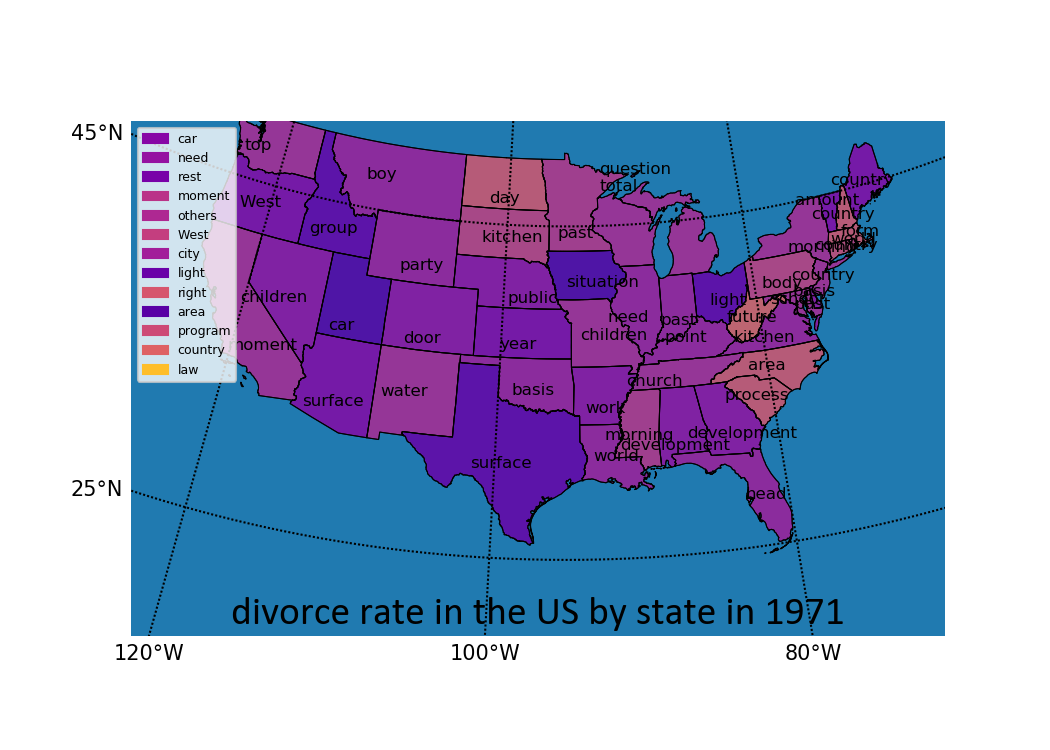 45°N
car
need
rest
moment
others
West
city
light
right
area
program
country
law
top
West
boy
group
day
question
total
kitchen
past
country
amount
country
form
morning
country
party
children
car
door
public
situation
need
children
past
point
light
future
kitchen
body
school
country
basis
moment
year
surface
water
basis
work
church
area
process
morning
development
development
world
surface
head
25°N
divorce rate in the US by state in 1971
120°W
100°W
80°W